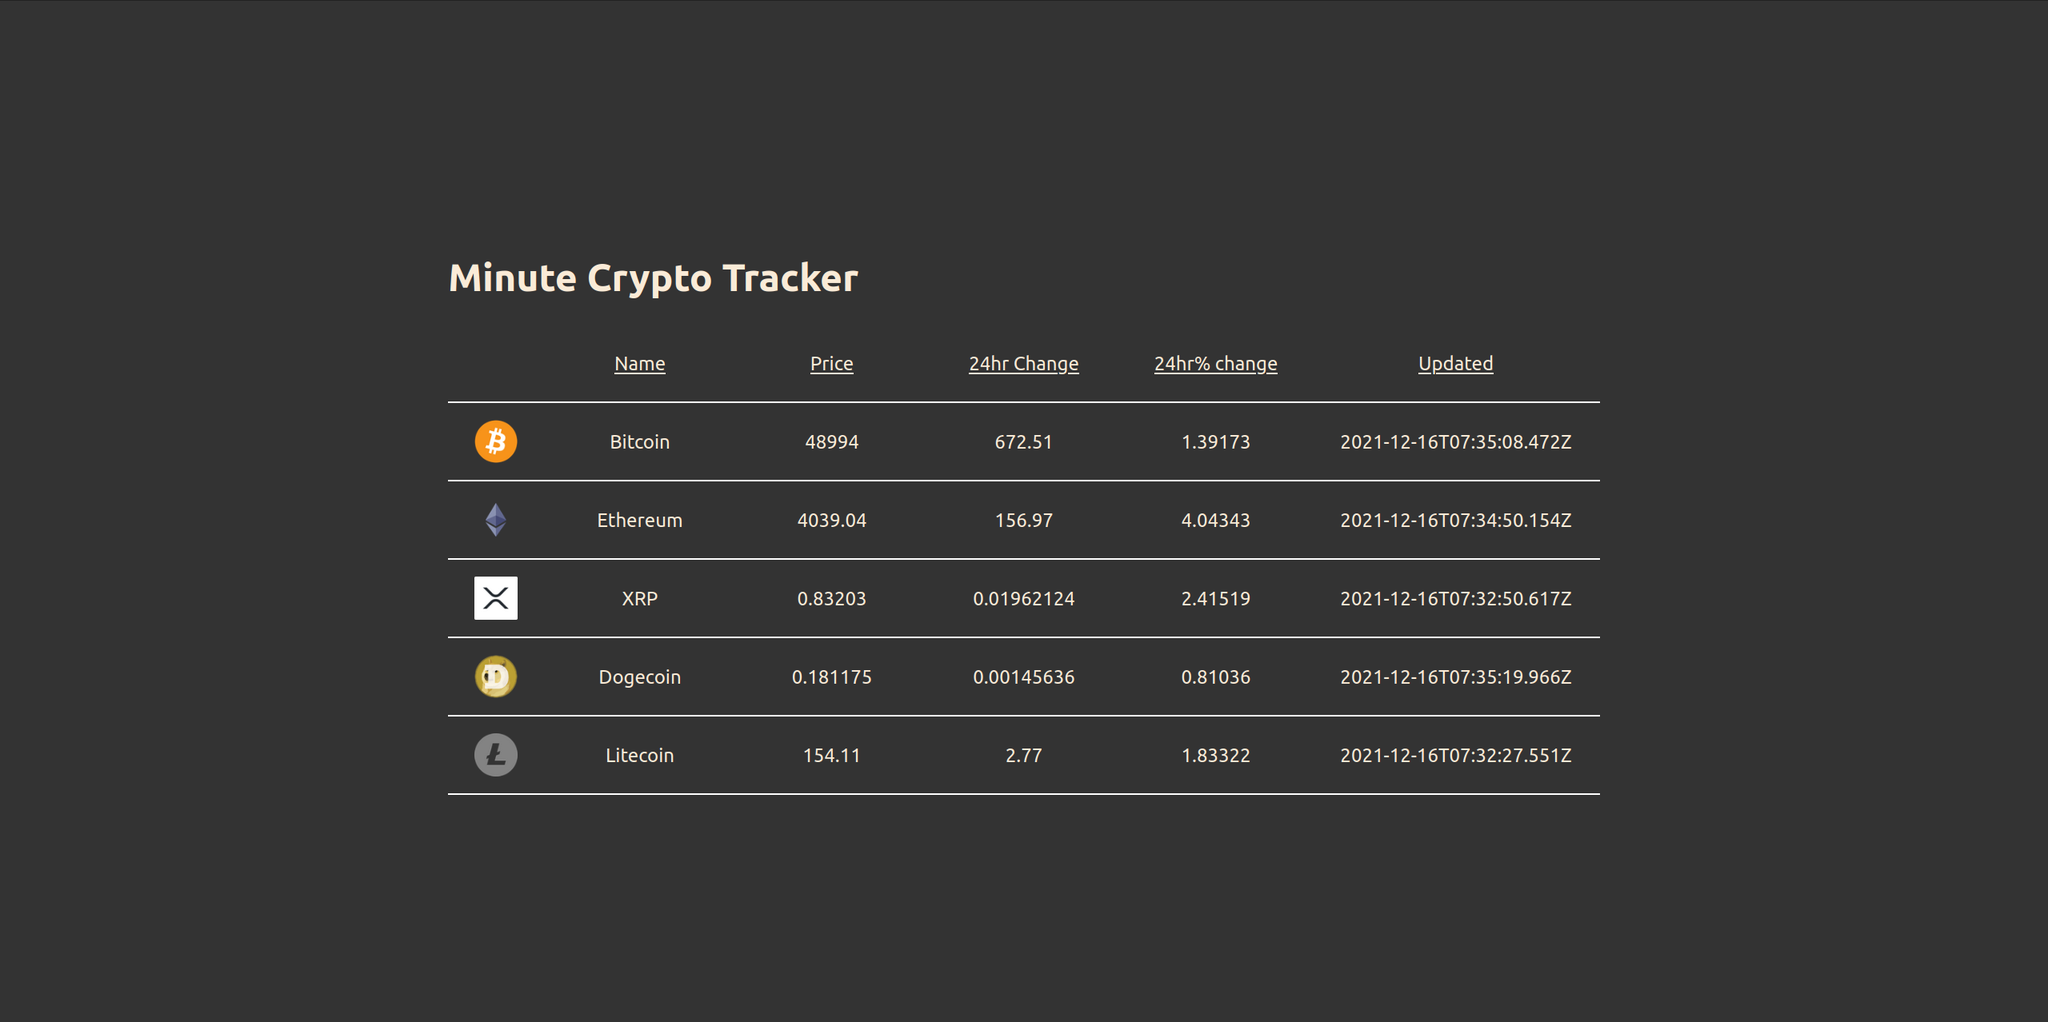 Minute Crypto Tracker
Name Price 24hr Change 24hr% change Updated
Bitcoin 48994 672.51 1.39173 2021-12-16T07:35:08.472Z
Ethereum 4039.04 156.97 4.04343 2021-12-16T07:34:50.154Z
XRP 0.83203 0.01962124 2.41519 2021-12-16T07:32:50.617Z
Dogecoin 0.181175 0.00145636 0.81036 2021-12-16T07:35:19.966Z
Litecoin 154.11 2.77 1.83322 2021-12-16T07:32:27.551Z